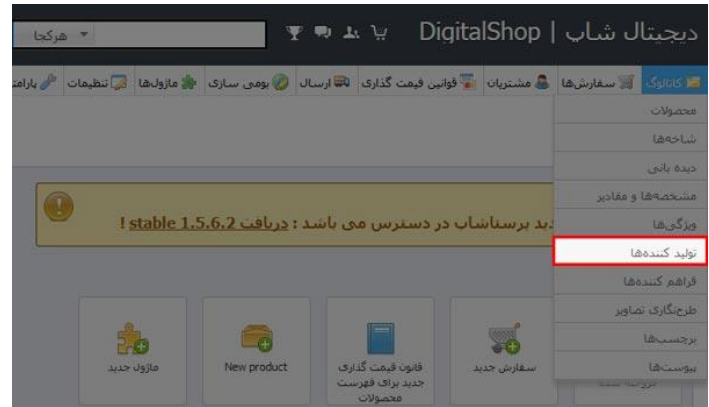 دیجیتال شاپ | DigitalShop
هرکجا
کاتالوگ سفارش‌ها مشتریان قوانین قیمت گذاری ارسال بومی سازی ماژول‌ها تنظیمات پارامت
محصولات
شاخه‌ها
دیده بانی
مشخصه‌ها و مقادیر
ویژگی‌ها
تولید کننده‌ها
فراهم کننده‌ها
طرح‌نگاری تصاویر
برچسب‌ها
پیوست‌ها
دید پرستاشاپ در دسترس می باشد : دریافت stable 1.5.6.2 !
سفارش جدید
قانون قیمت گذاری جدید برای فهرست محصولات
New product
ماژول جدید